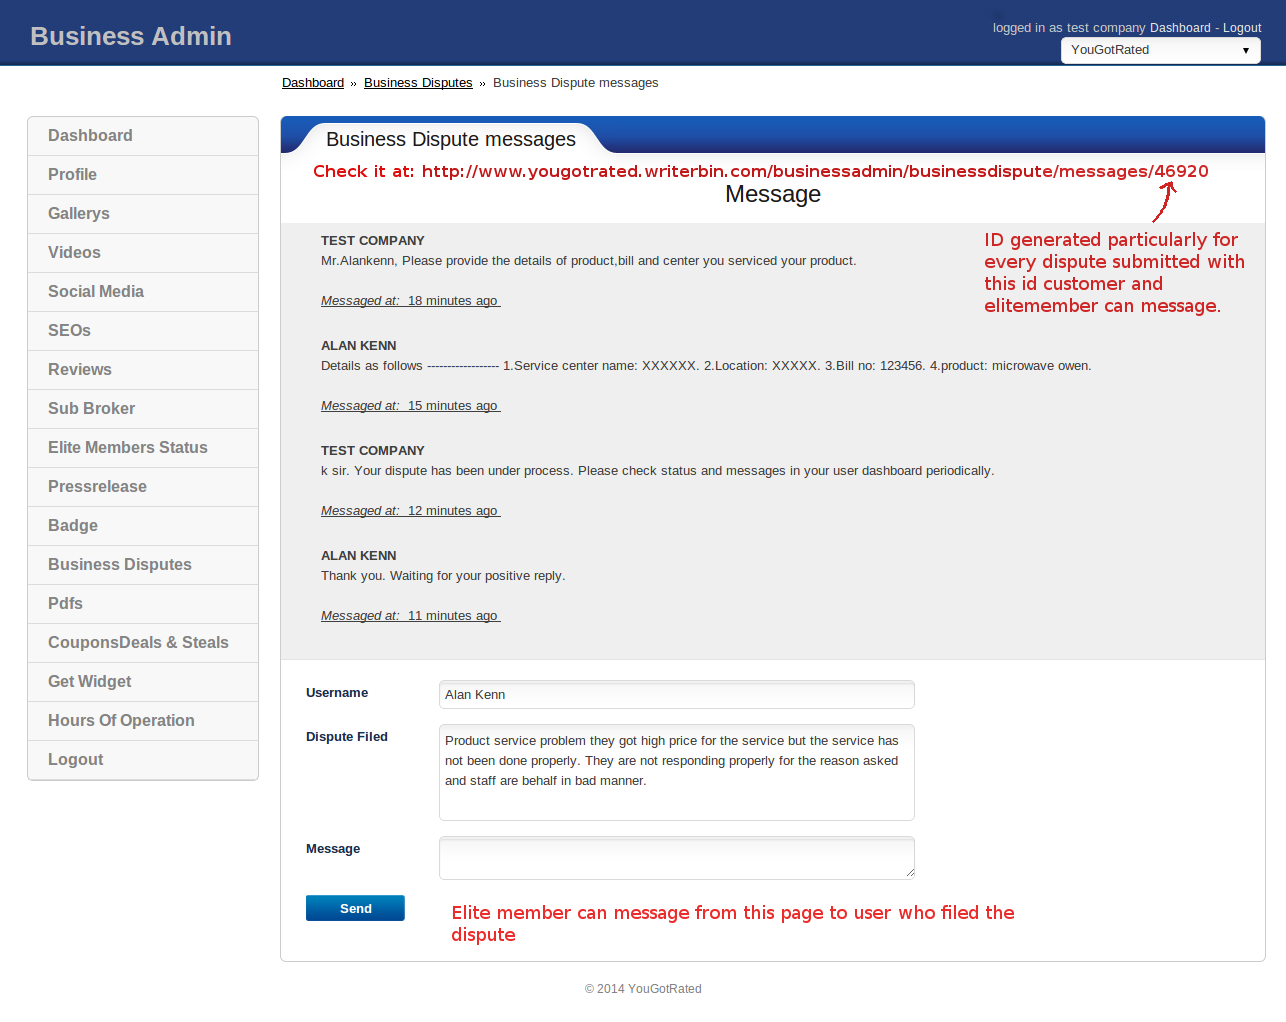 Business Admin
logged in as test company Dashboard - Logout
YouGotRated
Dashboard » Business Disputes » Business Dispute messages
Dashboard
Profile
Gallerys
Videos
Social Media
SEOs
Reviews
Sub Broker
Elite Members Status
Pressrelease
Badge
Business Disputes
Pdfs
CouponsDeals & Steals
Get Widget
Hours Of Operation
Logout
Business Dispute messages
Check it at: http://www.yougotrated.writerbin.com/businessadmin/businessdispute/messages/46920
Message
ID generated particularly for
every dispute submitted with
this id customer and
elitemember can message.
TEST COMPANY
Mr.Alankenn, Please provide the details of product,bill and center you serviced your product.
Messaged at: 18 minutes ago
ALAN KENN
Details as follows ------------------ 1.Service center name: XXXXXX. 2.Location: XXXXX. 3.Bill no: 123456. 4.product: microwave owen.
Messaged at: 15 minutes ago
TEST COMPANY
k sir. Your dispute has been under process. Please check status and messages in your user dashboard periodically.
Messaged at: 12 minutes ago
ALAN KENN
Thank you. Waiting for your positive reply.
Messaged at: 11 minutes ago
Username
Alan Kenn
Dispute Filed
Product service problem they got high price for the service but the service has
not been done properly. They are not responding properly for the reason asked
and staff are behalf in bad manner.
Message
Send
Elite member can message from this page to user who filed the
dispute
© 2014 YouGotRated